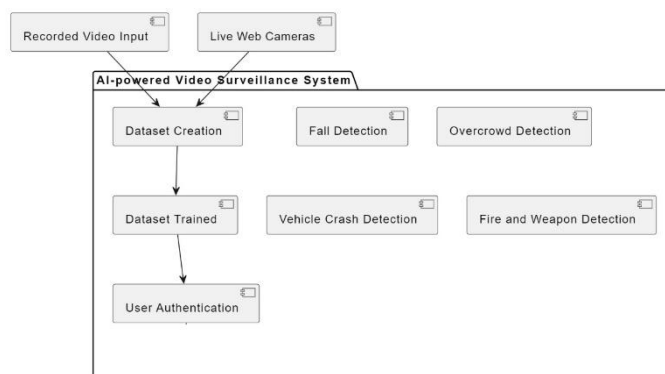 Recorded Video Input
Live Web Cameras
AI-powered Video Surveillance System
Dataset Creation
Fall Detection
Overcrowd Detection
Dataset Trained
Vehicle Crash Detection
Fire and Weapon Detection
User Authentication